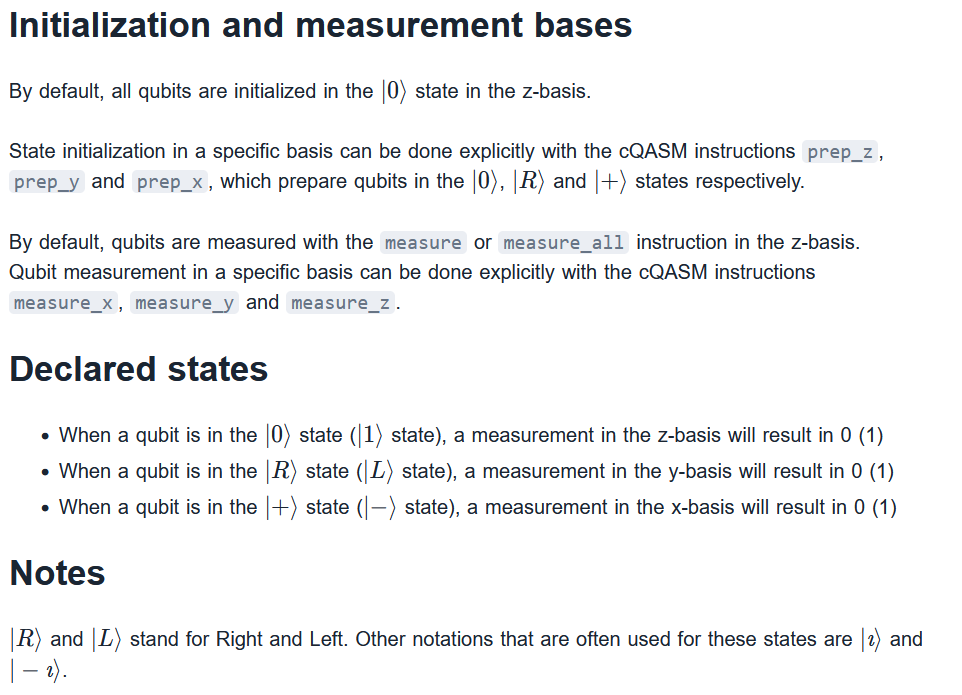 Initialization and measurement bases
By default, all qubits are initialized in the |0⟩ state in the z-basis.
State initialization in a specific basis can be done explicitly with the cQASM instructions prep_z,
prep_y and prep_x, which prepare qubits in the |0⟩, |R⟩ and |+⟩ states respectively.
By default, qubits are measured with the measure or measure_all instruction in the z-basis.
Qubit measurement in a specific basis can be done explicitly with the cQASM instructions
measure_x, measure_y and measure_z.
Declared states
• When a qubit is in the |0⟩ state (|1⟩ state), a measurement in the z-basis will result in 0 (1)
• When a qubit is in the |R⟩ state (|L⟩ state), a measurement in the y-basis will result in 0 (1)
• When a qubit is in the |+⟩ state (|−⟩ state), a measurement in the x-basis will result in 0 (1)
Notes
|R⟩ and |L⟩ stand for Right and Left. Other notations that are often used for these states are |ı⟩ and
| − ı⟩.